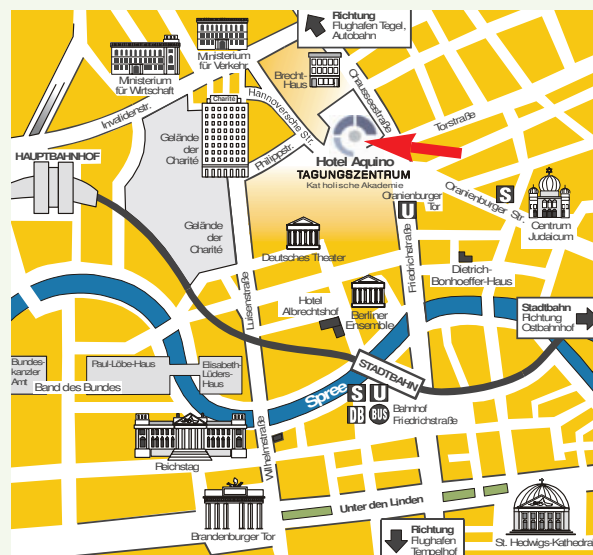 Richtung
Flughafen Tegel,
Autobahn
Ministerium
für Verkehr
Ministerium
für Wirtschaft
Brecht-
Haus
Chausseestraße
Hannoversche Str.
Invalidenstr.
Charité
Torstraße
Gelände
der
Charité
Philippstr.
HAUPTBAHNHOF
Hotel Aquino
TAGUNGSZENTRUM
Katholische Akademie
Oranienburger
Tor
U
Oranienburger Str.
S
Centrum
Judaicum
Gelände
der
Charité
Deutsches Theater
Friedrichstraße
Luisenstraße
Dietrich-
Bonhoeffer-Haus
Hotel
Albrechtshof
Berliner
Ensemble
Stadtbahn
Richtung
Ostbahnhof
Bundes-
kanzler
Amt
Paul-Löbe-Haus
Elisabeth-
Lüders-
Haus
Band des Bundes
STADTBAHN
Spree
S U
DB BUS
Bahnhof
Friedrichstraße
Reichstag
Wilhelmstraße
Unter den Linden
Brandenburger Tor
Richtung
Flughafen
Tempelhof
St. Hedwigs-Kathedrale